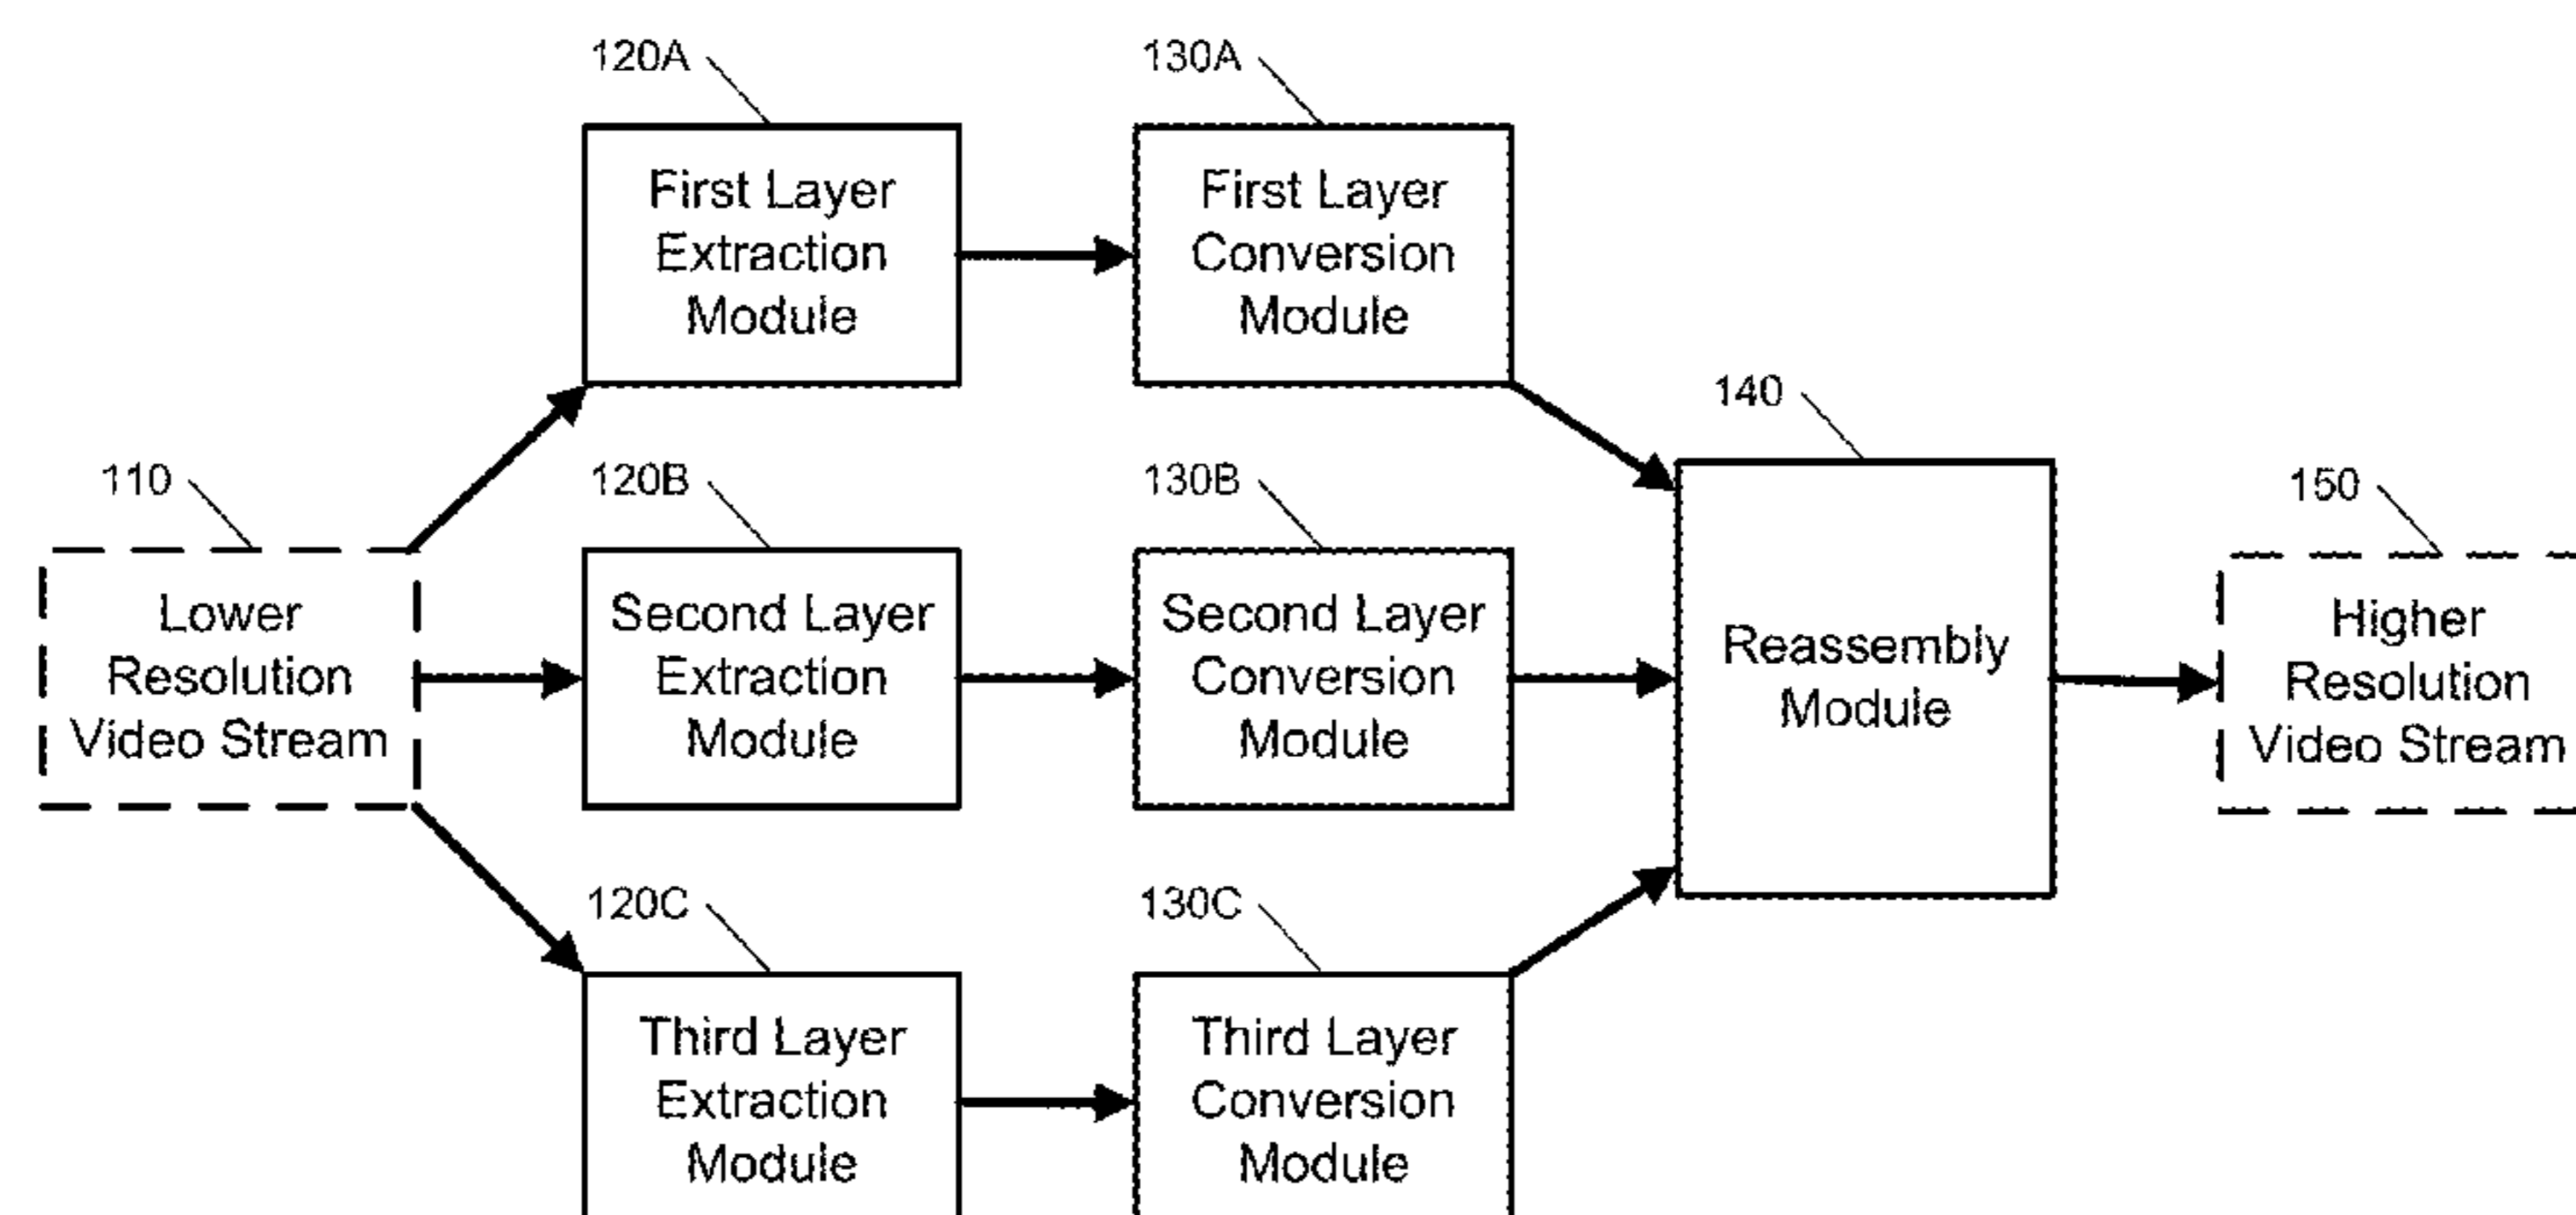 120A
First Layer
Extraction
Module
130A
First Layer
Conversion
Module
110
Lower
Resolution
Video Stream
120B
Second Layer
Extraction
Module
130B
Second Layer
Conversion
Module
140
Reassembly
Module
150
Higher
Resolution
Video Stream
120C
Third Layer
Extraction
Module
130C
Third Layer
Conversion
Module